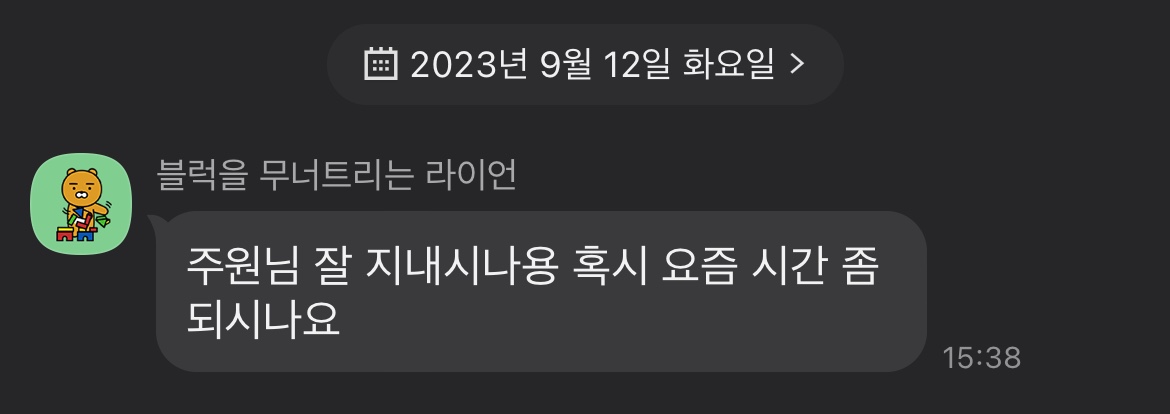 2023년 9월 12일 화요일 >
블럭을 무너트리는 라이언
주원님 잘 지내시나용 혹시 요즘 시간 좀
되시나요
15:38